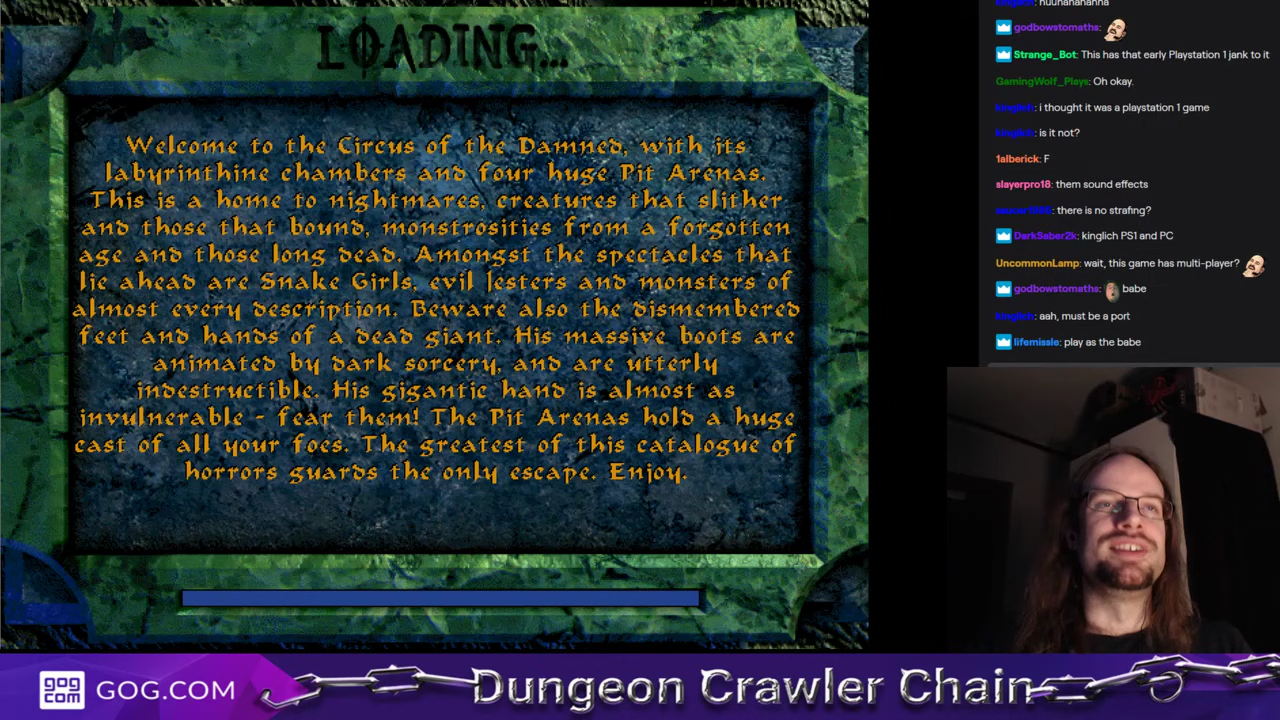 LOADING...
Welcome to the Circus of the Damned, with its
labyrinthine chambers and four huge Pit Arenas.
This is a home to nightmares, creatures that slither
and those that bound, monstrosities from a forgotten
age and those long dead. Amongst the spectacles that
lie ahead are Snake Girls, evil Jesters and monsters of
almost every description. Beware also the dismembered
feet and hands of a dead giant. His massive boots are
animated by dark sorcery, and are utterly
indestructible. His gigantic hand is almost as
invulnerable - fear them! The Pit Arenas hold a huge
cast of all your foes. The greatest of this catalogue of
horrors guards the only escape. Enjoy.
godbowstomaths:
Strange_Bot: This has that early Playstation 1 jank to it
GamingWolf_Plays: Oh okay.
kinglich: i thought it was a playstation 1 game
kinglich: is it not?
1alberick: F
slayerpro18: them sound effects
there is no strafing?
DarkSaber2k: kinglich PS1 and PC
UncommonLamp: wait, this game has multi-player?
godbowstomaths: babe
kinglich: aah, must be a port
lifemissle: play as the babe
gog
com
GOG.COM
Dungeon Crawler Chain